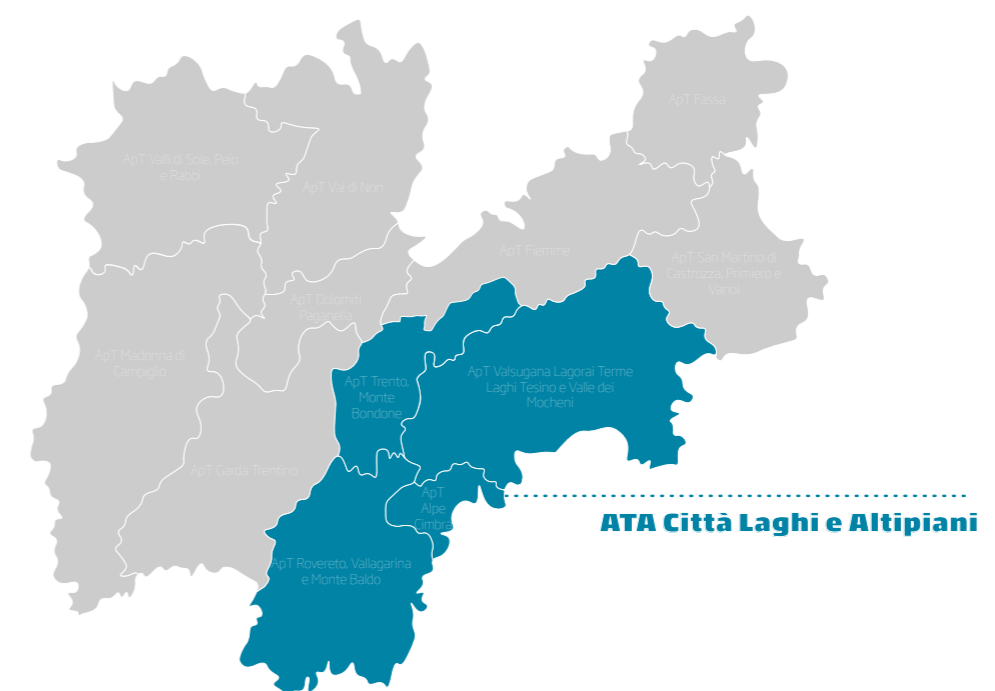 ApT Fassa
ApT Valli di Sole, Peio
e Rabbi
ApT Val di Non
ApT Fiemme
ApT San Martino di
Castrozza, Primiero e
Vanoi
ApT Dolomiti
Paganella
ApT Madonna di
Campiglio
ApT Trento,
Monte
Bondone
ApT Valsugana Lagorai Terme
Laghi Tesino e Valle dei
Mocheni
ApT Garda Trentino
ApT
Alpe
Cimbra
ATA Città Laghi e Altipiani
ApT Rovereto, Vallagarina
e Monte Baldo